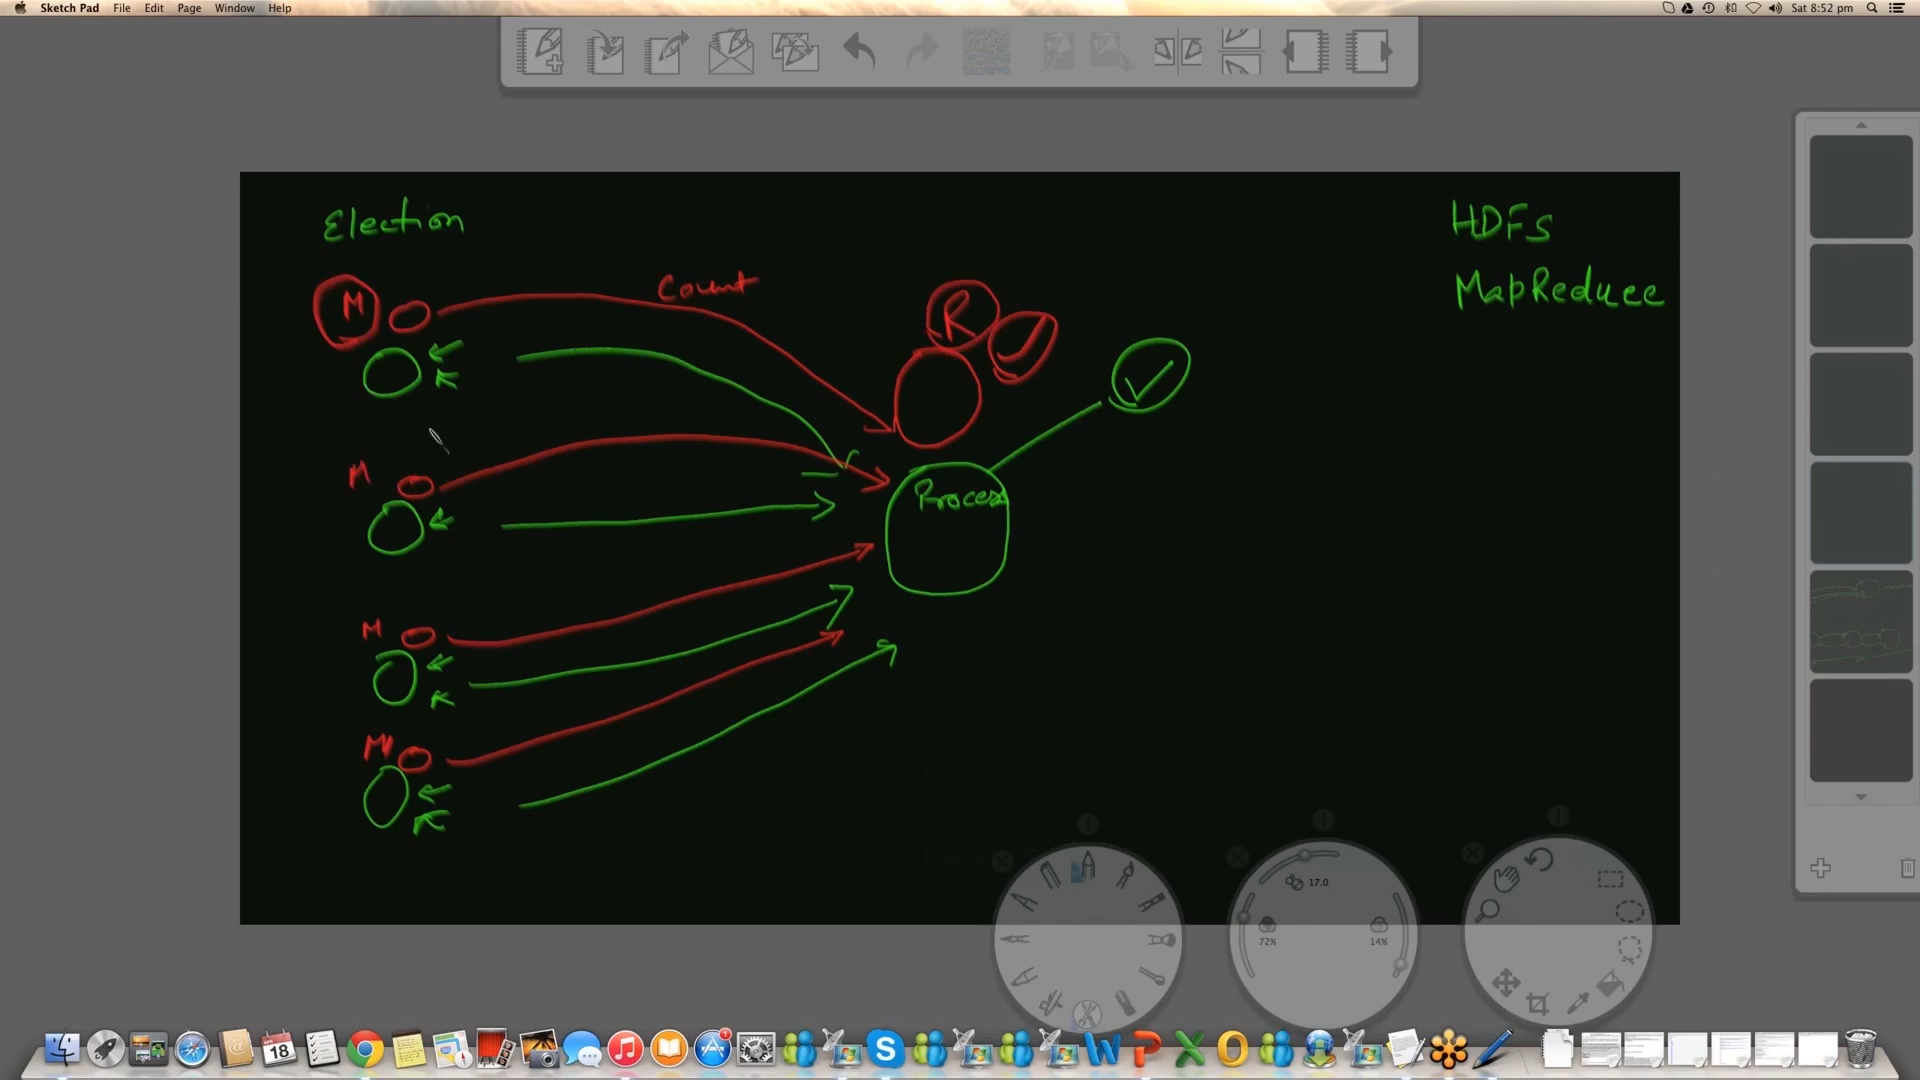 Sketch Pad File Edit Page Window Help
Sat 8:52 pm
Election
HDFS
MapReduce
Count
M
R
M
Process
M
M
17.0
72%
14%
18